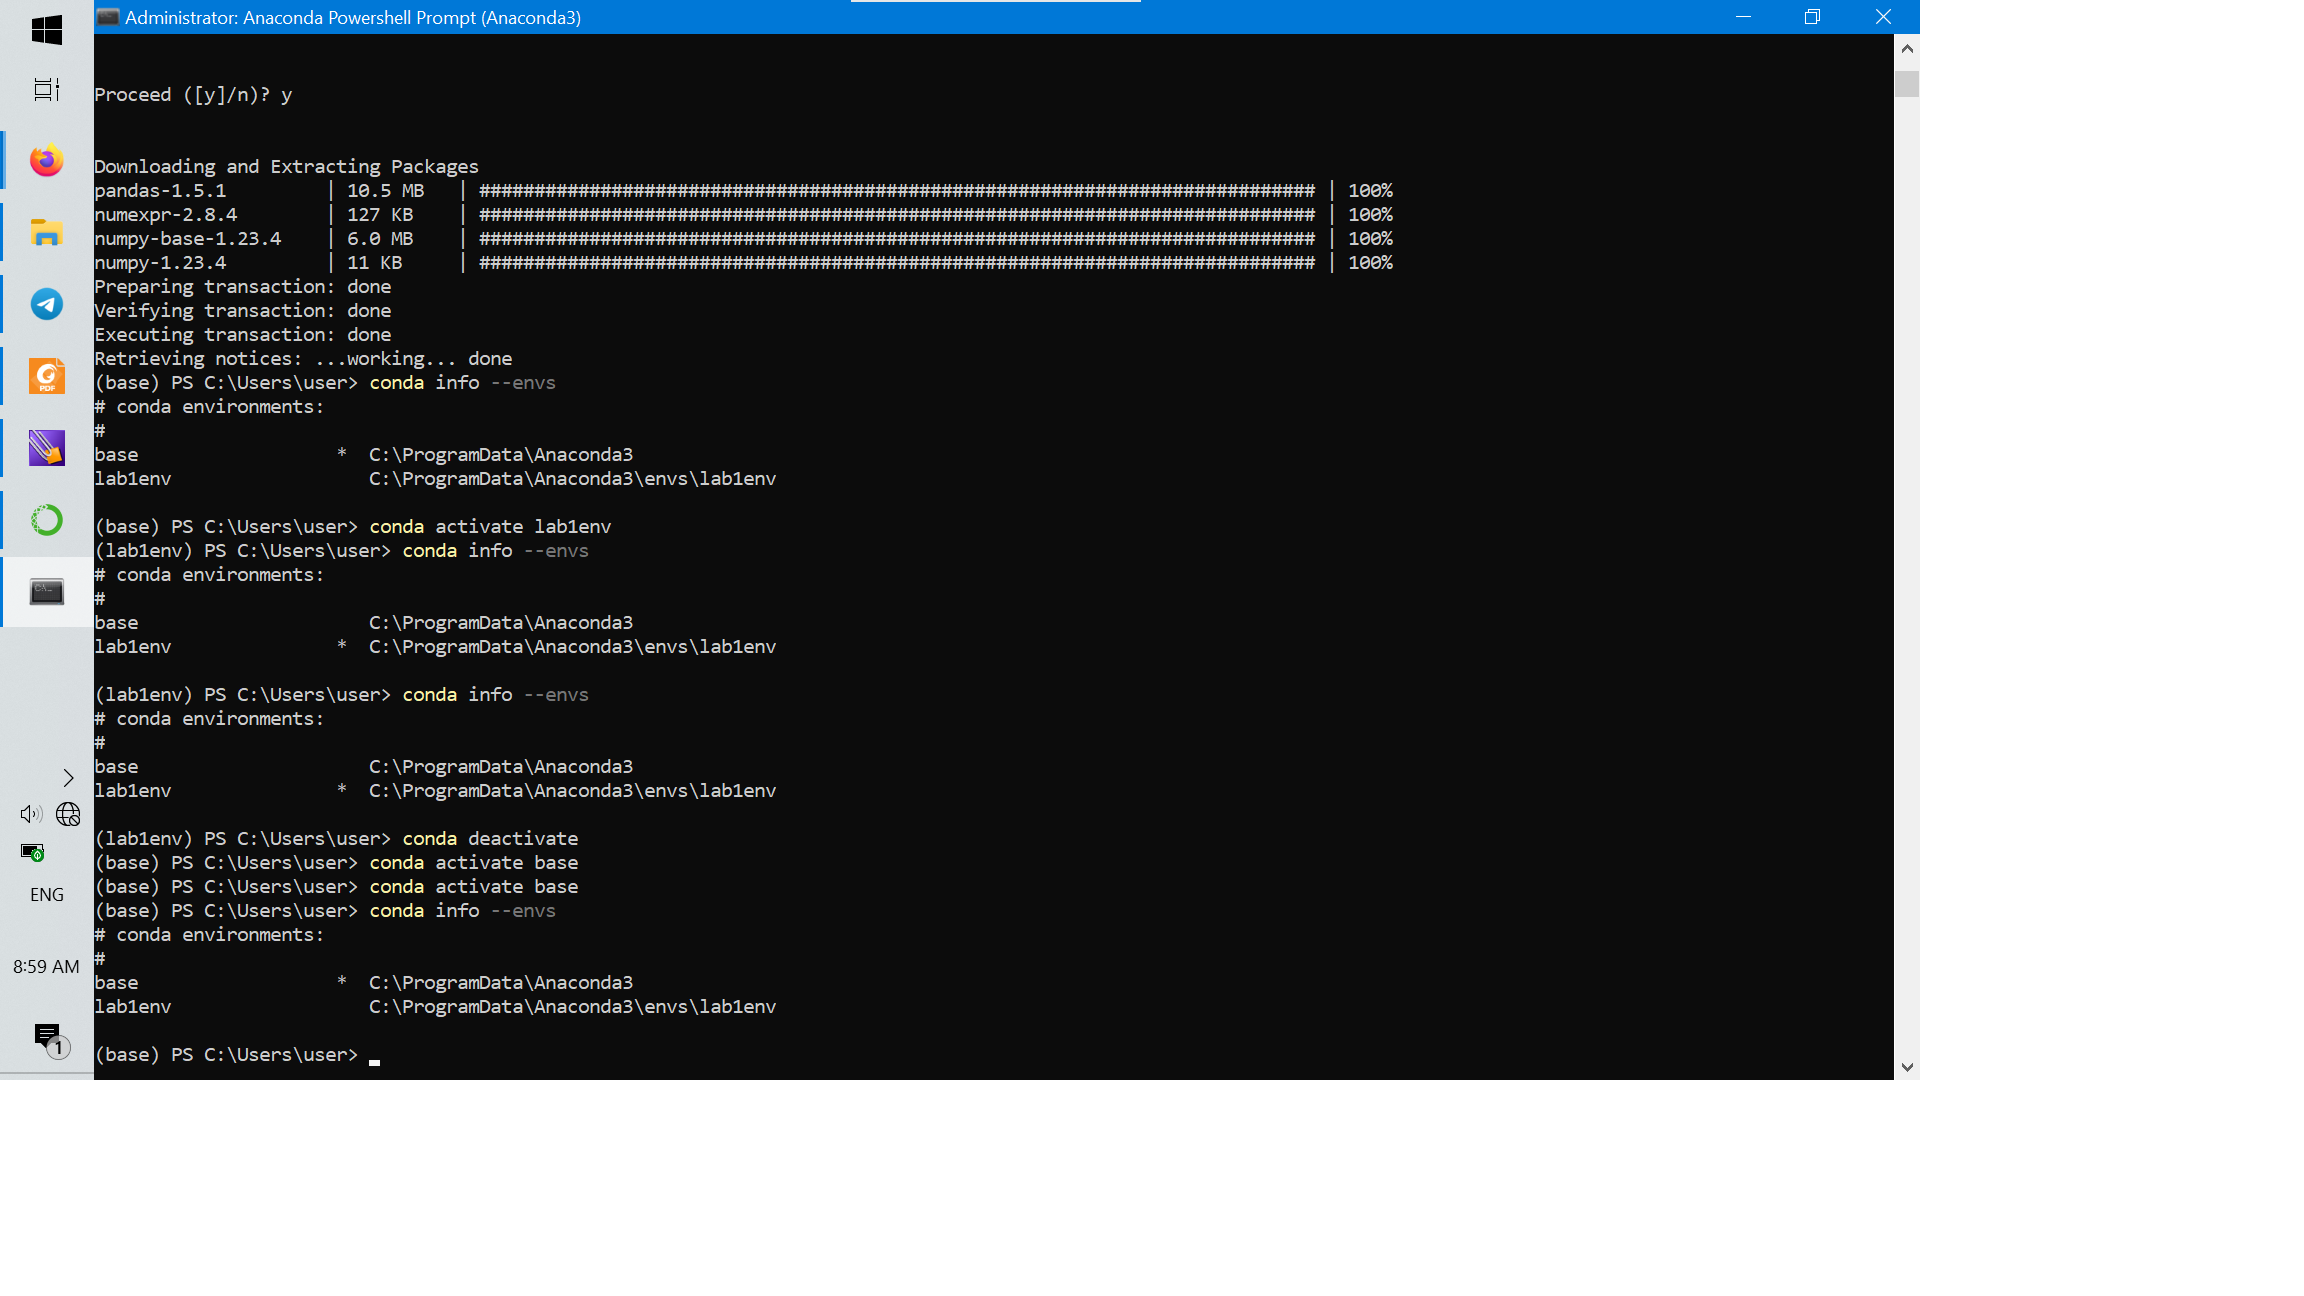 Administrator: Anaconda Powershell Prompt (Anaconda3)
Proceed ([y]/n)? y
Downloading and Extracting Packages
pandas-1.5.1 | 10.5 MB | ############################################################################ | 100%
numexpr-2.8.4 | 127 KB | ############################################################################ | 100%
numpy-base-1.23.4 | 6.0 MB | ############################################################################ | 100%
numpy-1.23.4 | 11 KB | ############################################################################ | 100%
Preparing transaction: done
Verifying transaction: done
Executing transaction: done
Retrieving notices: ...working... done
(base) PS C:\Users\user> conda info --envs
# conda environments:
#
base * C:\ProgramData\Anaconda3
lab1env C:\ProgramData\Anaconda3\envs\lab1env
(base) PS C:\Users\user> conda activate lab1env
(lab1env) PS C:\Users\user> conda info --envs
# conda environments:
#
base C:\ProgramData\Anaconda3
lab1env * C:\ProgramData\Anaconda3\envs\lab1env
(lab1env) PS C:\Users\user> conda info --envs
# conda environments:
#
base C:\ProgramData\Anaconda3
lab1env * C:\ProgramData\Anaconda3\envs\lab1env
(lab1env) PS C:\Users\user> conda deactivate
(base) PS C:\Users\user> conda activate base
(base) PS C:\Users\user> conda activate base
(base) PS C:\Users\user> conda info --envs
# conda environments:
#
base * C:\ProgramData\Anaconda3
lab1env C:\ProgramData\Anaconda3\envs\lab1env
(base) PS C:\Users\user>
PDF
C:\_
ENG
8:59 AM
1